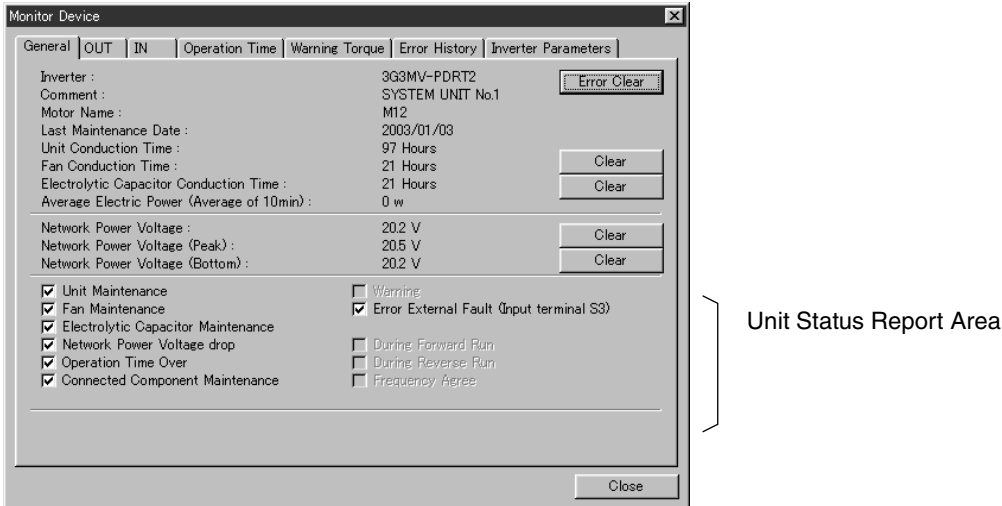 Monitor Device
General OUT IN Operation Time Warning Torque Error History Inverter Parameters
Inverter : 3G3MV-PDRT2 Error Clear
Comment : SYSTEM UNIT No.1
Motor Name : M12
Last Maintenance Date : 2003/01/03
Unit Conduction Time : 97 Hours
Fan Conduction Time : 21 Hours Clear
Electrolytic Capacitor Conduction Time : 21 Hours Clear
Average Electric Power (Average of 10min) : 0 w
Network Power Voltage : 20.2 V
Network Power Voltage (Peak) : 20.5 V Clear
Network Power Voltage (Bottom) : 20.2 V Clear
Unit Maintenance Warning
Fan Maintenance Error External Fault (Input terminal S3)
Electrolytic Capacitor Maintenance
Network Power Voltage drop During Forward Run
Operation Time Over During Reverse Run
Connected Component Maintenance Frequency Agree
Unit Status Report Area
Close